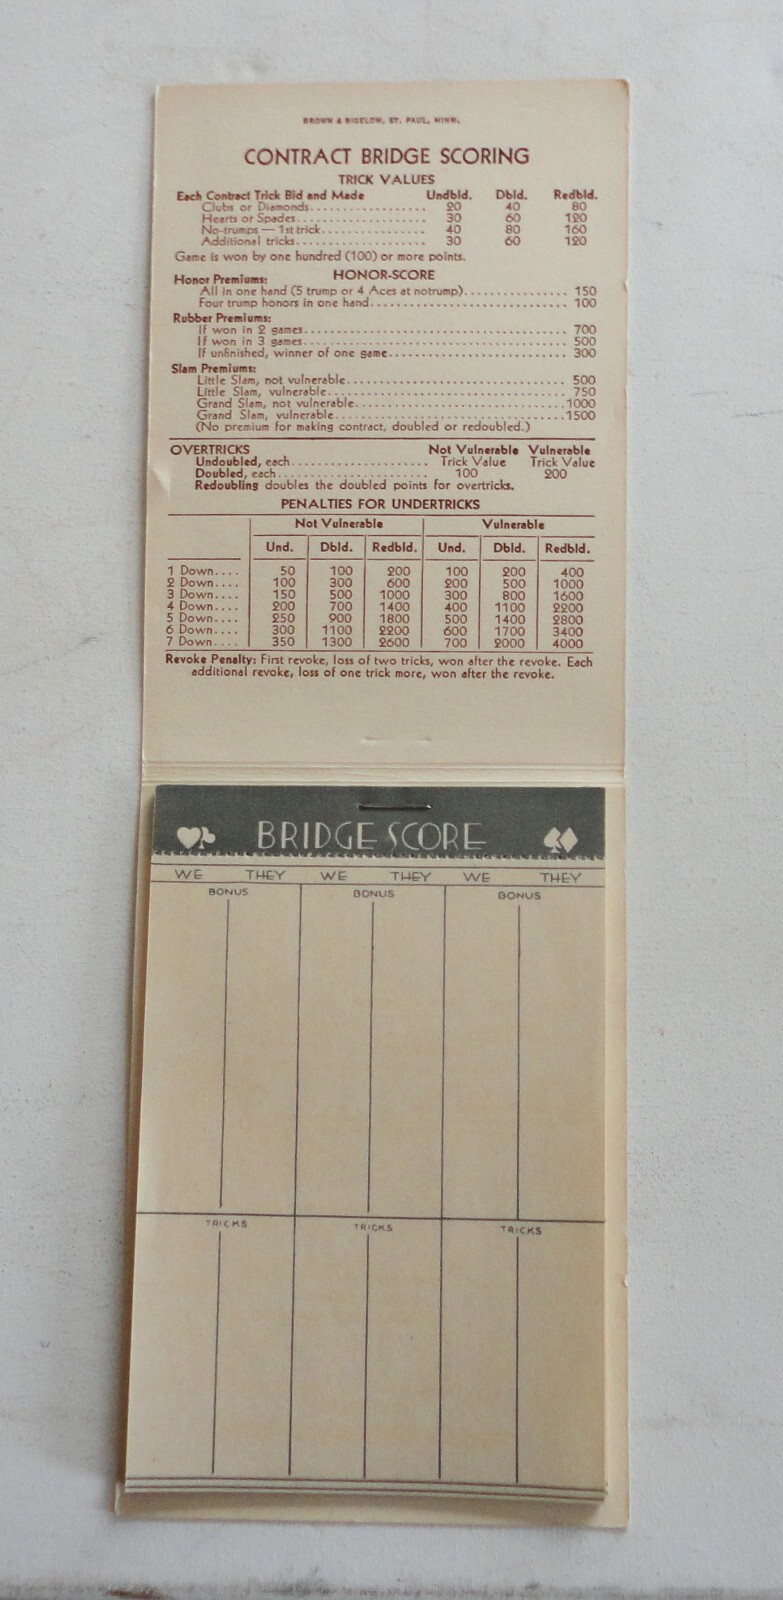 BROWN & BIGELOW, ST. PAUL, MINN.
CONTRACT BRIDGE SCORING
TRICK VALUES
Each Contract Trick Bid and Made Undbld. Dbld. Redbld.
Clubs or Diamonds.................. 20 40 80
Hearts or Spades.................... 30 60 120
No-trumps — 1st trick................ 40 80 160
Additional tricks.................... 30 60 120
Game is won by one hundred (100) or more points.
HONOR-SCORE
Honor Premiums:
All in one hand (5 trump or 4 Aces at notrump)................ 150
Four trump honors in one hand............................... 100
Rubber Premiums:
If won in 2 games.......................................... 700
If won in 3 games.......................................... 500
If unfinished, winner of one game............................ 300
Slam Premiums:
Little Slam, not vulnerable.................................. 500
Little Slam, vulnerable...................................... 750
Grand Slam, not vulnerable..................................1000
Grand Slam, vulnerable.....................................1500
(No premium for making contract, doubled or redoubled.)
OVERTRICKS Not Vulnerable Vulnerable
Undoubled, each...................... Trick Value Trick Value
Doubled, each........................ 100 200
Redoubling doubles the doubled points for overtricks.
PENALTIES FOR UNDERTRICKS
Not Vulnerable Vulnerable
Und. Dbld. Redbld. Und. Dbld. Redbld.
1 Down.... 50 100 200 100 200 400
2 Down.... 100 300 600 200 500 1000
3 Down.... 150 500 1000 300 800 1600
4 Down.... 200 700 1400 400 1100 2200
5 Down.... 250 900 1800 500 1400 2800
6 Down.... 300 1100 2200 600 1700 3400
7 Down.... 350 1300 2600 700 2000 4000
Revoke Penalty: First revoke, loss of two tricks, won after the revoke. Each
additional revoke, loss of one trick more, won after the revoke.
BRIDGE SCORE
WE THEY WE THEY WE THEY
BONUS BONUS BONUS
TRICKS TRICKS TRICKS